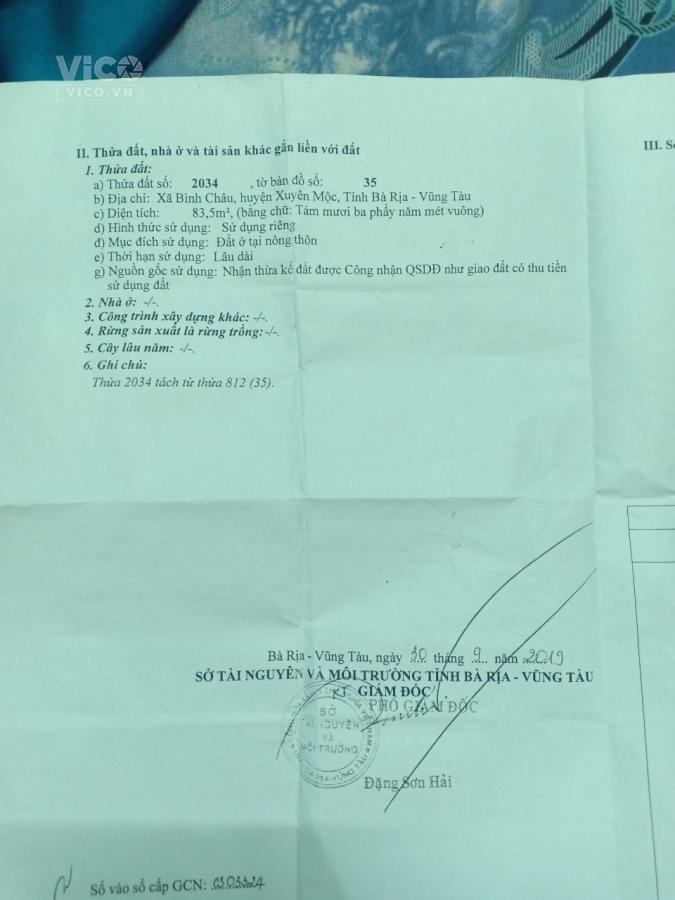 ViCO
VICO.VN
II. Thửa đất, nhà ở và tài sản khác gắn liền với đất
III. S
1. Thửa đất:
a) Thửa đất số: 2034 , tờ bản đồ số: 35
b) Địa chỉ: Xã Bình Châu, huyện Xuyên Mộc, Tỉnh Bà Rịa - Vũng Tàu
c) Diện tích: 83,5m², (bằng chữ: Tám mươi ba phẩy năm mét vuông)
d) Hình thức sử dụng: Sử dụng riêng
đ) Mục đích sử dụng: Đất ở tại nông thôn
e) Thời hạn sử dụng: Lâu dài
g) Nguồn gốc sử dụng: Nhận thừa kế đất được Công nhận QSDĐ như giao đất có thu tiền
sử dụng đất
2. Nhà ở: -/-.
3. Công trình xây dựng khác: -/-.
4. Rừng sản xuất là rừng trồng:-/-.
5. Cây lâu năm: -/-.
6. Ghi chú:
Thửa 2034 tách từ thửa 812 (35).
Bà Rịa - Vũng Tàu, ngày 30 tháng 9 năm 2019
SỞ TÀI NGUYÊN VÀ MÔI TRƯỜNG TỈNH BÀ RỊA - VŨNG TÀU
KT. GIÁM ĐỐC
PHÓ GIÁM ĐỐC
SỞ
TÀI NGUYÊN
VÀ
MÔI TRƯỜNG
Đặng Sơn Hải
Số vào sổ cấp GCN: